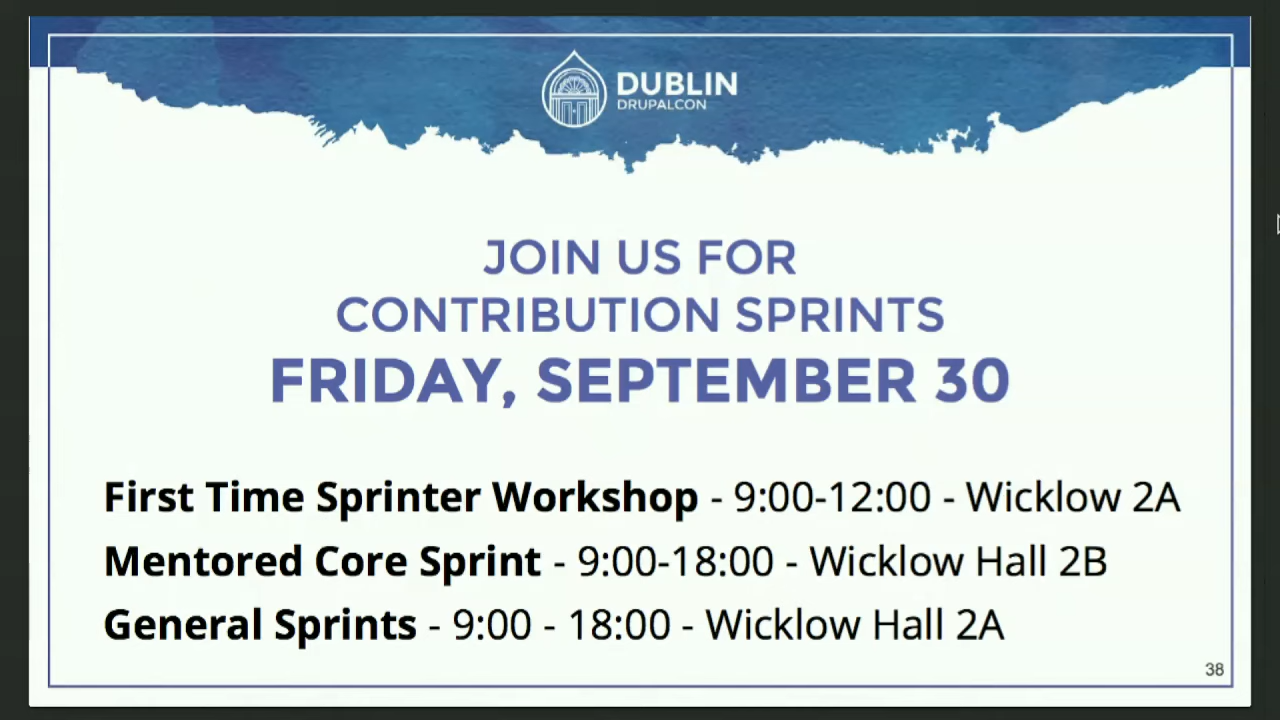 DUBLIN
DRUPALCON
JOIN US FOR
CONTRIBUTION SPRINTS
FRIDAY, SEPTEMBER 30
First Time Sprinter Workshop - 9:00-12:00 - Wicklow 2A
Mentored Core Sprint - 9:00-18:00 - Wicklow Hall 2B
General Sprints - 9:00 - 18:00 - Wicklow Hall 2A
38